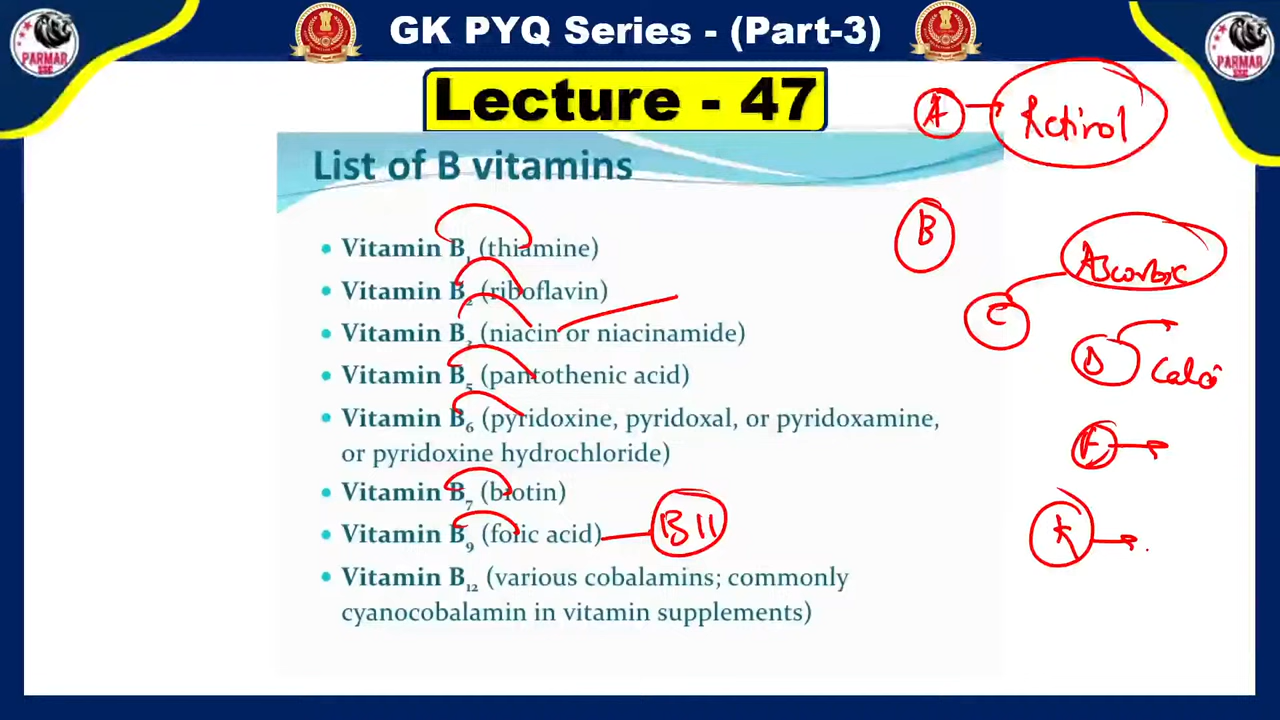 GK PYQ Series - (Part-3)
PARMAR
SSC
PARMAR
SSC
Lecture - 47
A → Retinol
List of B vitamins
B
• Vitamin B₁ (thiamine)
Ascorbic
• Vitamin B₂ (riboflavin)
C
• Vitamin B₃ (niacin or niacinamide)
D
• Vitamin B₅ (pantothenic acid)
• Vitamin B₆ (pyridoxine, pyridoxal, or pyridoxamine,
or pyridoxine hydrochloride)
E →
• Vitamin B₇ (biotin)
• Vitamin B₉ (folic acid) B11
K →
• Vitamin B₁₂ (various cobalamins; commonly
cyanocobalamin in vitamin supplements)